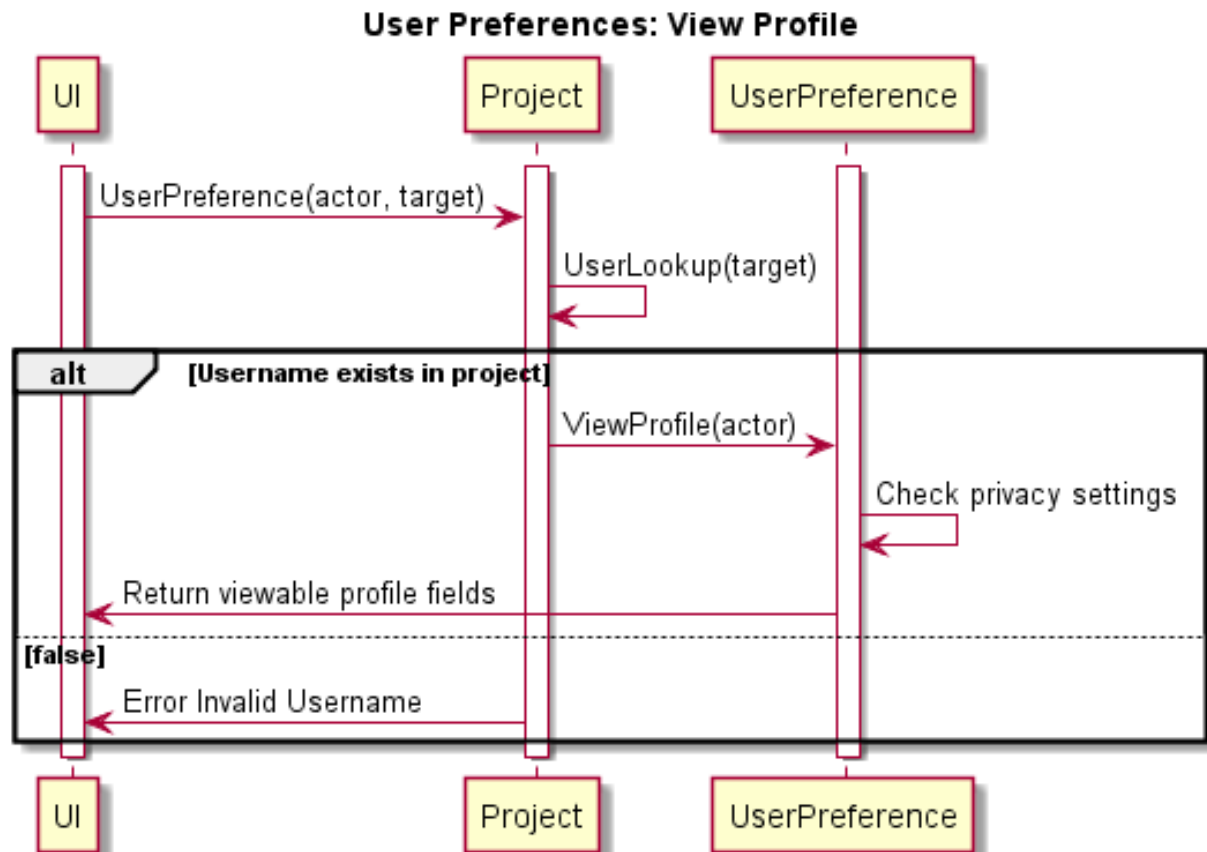 User Preferences: View Profile
UI
Project
UserPreference
UserPreference(actor, target)
UserLookup(target)
alt
[Username exists in project]
ViewProfile(actor)
Check privacy settings
Return viewable profile fields
[false]
Error Invalid Username
UI
Project
UserPreference